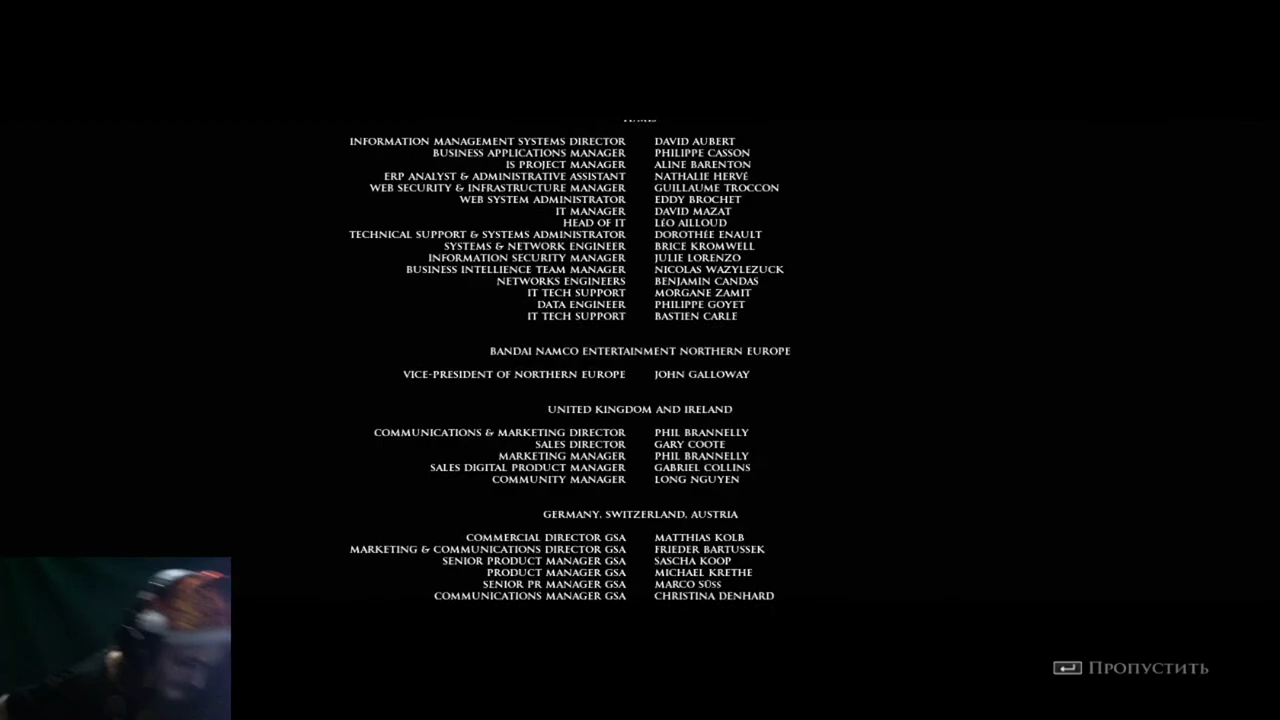 INFORMATION MANAGEMENT SYSTEMS DIRECTOR DAVID AUBERT
BUSINESS APPLICATIONS MANAGER PHILIPPE CASSON
IS PROJECT MANAGER ALINE BARENTON
ERP ANALYST & ADMINISTRATIVE ASSISTANT NATHALIE HERVÉ
WEB SECURITY & INFRASTRUCTURE MANAGER GUILLAUME TROCCON
WEB SYSTEM ADMINISTRATOR EDDY BROCHET
IT MANAGER DAVID MAZAT
HEAD OF IT LÉO AILLOUD
TECHNICAL SUPPORT & SYSTEMS ADMINISTRATOR DOROTHÉE ENAULT
SYSTEMS & NETWORK ENGINEER BRICE KROMWELL
INFORMATION SECURITY MANAGER JULIE LORENZO
BUSINESS INTELLIENCE TEAM MANAGER NICOLAS WAZYLEZUCK
NETWORKS ENGINEERS BENJAMIN CANDAS
IT TECH SUPPORT MORGANE ZAMIT
DATA ENGINEER PHILIPPE GOYET
IT TECH SUPPORT BASTIEN CARLE
BANDAI NAMCO ENTERTAINMENT NORTHERN EUROPE
VICE-PRESIDENT OF NORTHERN EUROPE JOHN GALLOWAY
UNITED KINGDOM AND IRELAND
COMMUNICATIONS & MARKETING DIRECTOR PHIL BRANNELLY
SALES DIRECTOR GARY COOTE
MARKETING MANAGER PHIL BRANNELLY
SALES DIGITAL PRODUCT MANAGER GABRIEL COLLINS
COMMUNITY MANAGER LONG NGUYEN
GERMANY, SWITZERLAND, AUSTRIA
COMMERCIAL DIRECTOR GSA MATTHIAS KOLB
MARKETING & COMMUNICATIONS DIRECTOR GSA FRIEDER BARTUSSEK
SENIOR PRODUCT MANAGER GSA SASCHA KOOP
PRODUCT MANAGER GSA MICHAEL KRETHE
SENIOR PR MANAGER GSA MARCO SÜSS
COMMUNICATIONS MANAGER GSA CHRISTINA DENHARD
ПРОПУСТИТЬ